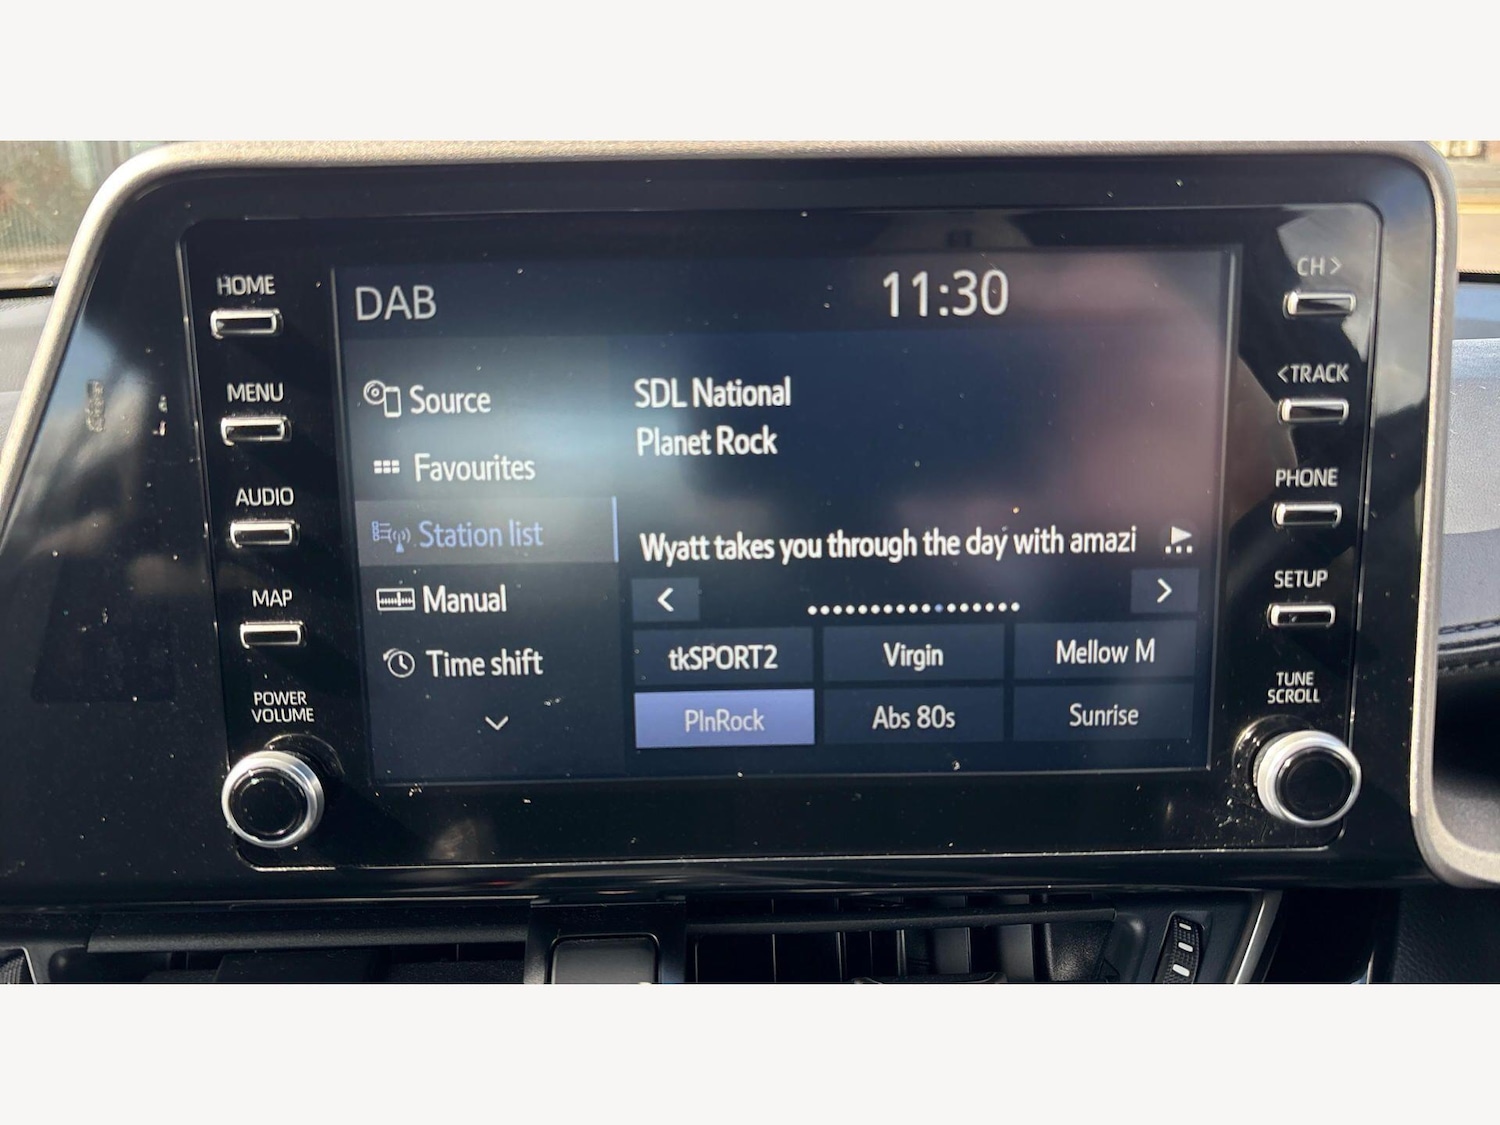 HOME
MENU
AUDIO
MAP
POWER
VOLUME
DAB
11:30
Source
Favourites
Station list
Manual
Time shift
SDL National
Planet Rock
Wyatt takes you through the day with amazi
< >
tkSPORT2 Virgin Mellow M
PlnRock Abs 80s Sunrise
CH >
<TRACK
PHONE
SETUP
TUNE
SCROLL